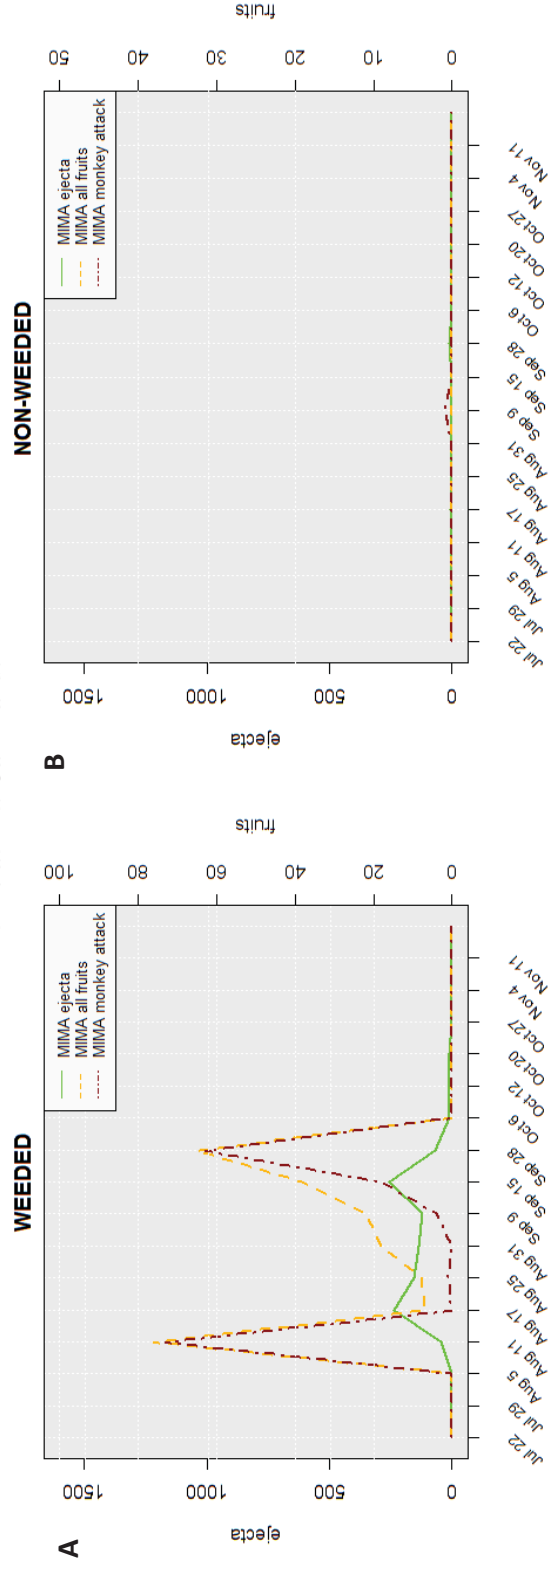 A
WEEDED
MIMA ejecta
MIMA all fruits
MIMA monkey attack
ejecta
0
500
1000
1500
fruits
0
20
40
60
80
100
Jul 22
Jul 29
Aug 5
Aug 11
Aug 17
Aug 25
Aug 31
Sep 9
Sep 15
Sep 28
Oct 6
Oct 12
Oct 20
Oct 27
Nov 4
Nov 11
B
NON-WEEDED
MIMA ejecta
MIMA all fruits
MIMA monkey attack
ejecta
0
500
1000
1500
fruits
0
10
20
30
40
50
Jul 22
Jul 29
Aug 5
Aug 11
Aug 17
Aug 25
Aug 31
Sep 9
Sep 15
Sep 28
Oct 6
Oct 12
Oct 20
Oct 27
Nov 4
Nov 11